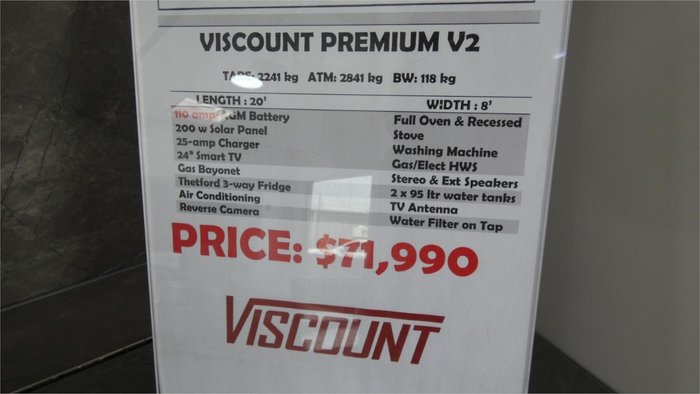 VISCOUNT PREMIUM V2
TARE: 2241 kg ATM: 2841 kg BW: 118 kg
LENGTH : 20' WIDTH : 8'
110 amp AGM Battery
200 w Solar Panel
25-amp Charger
24" Smart TV
Gas Bayonet
Thetford 3-way Fridge
Air Conditioning
Reverse Camera
Full Oven & Recessed
Stove
Washing Machine
Gas/Elect HWS
Stereo & Ext Speakers
2 x 95 ltr water tanks
TV Antenna
Water Filter on Tap
PRICE: $71,990
VISCOUNT